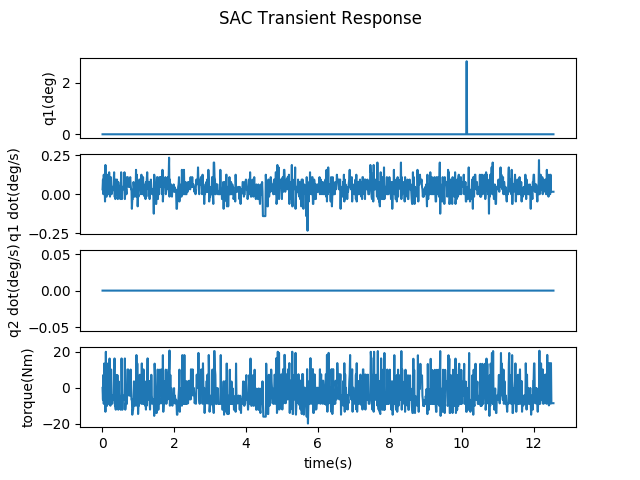 SAC Transient Response
q1(deg)
2
0
q1 dot(deg/s)
0.25
0.00
−0.25
q2 dot(deg/s)
0.05
0.00
−0.05
torque(Nm)
20
0
−20
0 2 4 6 8 10 12
time(s)